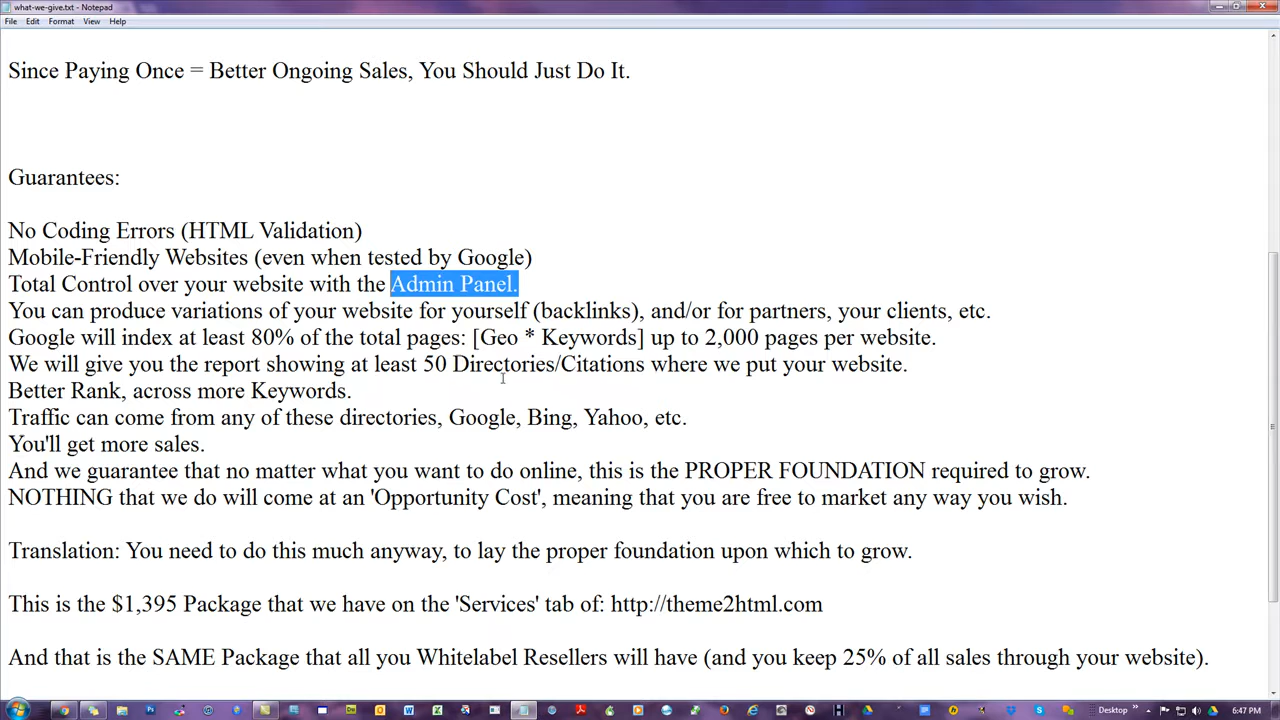 what-we-give.txt - Notepad
File Edit Format View Help
Since Paying Once = Better Ongoing Sales, You Should Just Do It.
Guarantees:
No Coding Errors (HTML Validation)
Mobile-Friendly Websites (even when tested by Google)
Total Control over your website with the Admin Panel.
You can produce variations of your website for yourself (backlinks), and/or for partners, your clients, etc.
Google will index at least 80% of the total pages: [Geo * Keywords] up to 2,000 pages per website.
We will give you the report showing at least 50 Directories/Citations where we put your website.
Better Rank, across more Keywords.
Traffic can come from any of these directories, Google, Bing, Yahoo, etc.
You'll get more sales.
And we guarantee that no matter what you want to do online, this is the PROPER FOUNDATION required to grow.
NOTHING that we do will come at an 'Opportunity Cost', meaning that you are free to market any way you wish.
Translation: You need to do this much anyway, to lay the proper foundation upon which to grow.
This is the $1,395 Package that we have on the 'Services' tab of: http://theme2html.com
And that is the SAME Package that all you Whitelabel Resellers will have (and you keep 25% of all sales through your website).
Desktop 6:47 PM